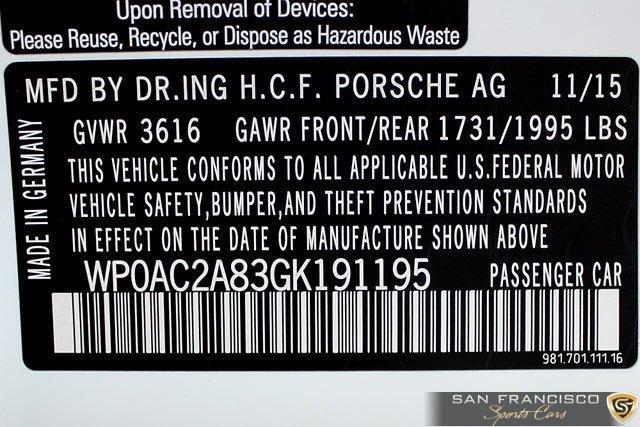 Upon Removal of Devices:
Please Reuse, Recycle, or Dispose as Hazardous Waste
MFD BY DR.ING H.C.F. PORSCHE AG 11/15
GVWR 3616 GAWR FRONT/REAR 1731/1995 LBS
MADE IN GERMANY
THIS VEHICLE CONFORMS TO ALL APPLICABLE U.S.FEDERAL MOTOR
VEHICLE SAFETY,BUMPER,AND THEFT PREVENTION STANDARDS
IN EFFECT ON THE DATE OF MANUFACTURE SHOWN ABOVE
WP0AC2A83GK191195 PASSENGER CAR
981.701.111.16
SAN FRANCISCO
Sports Cars